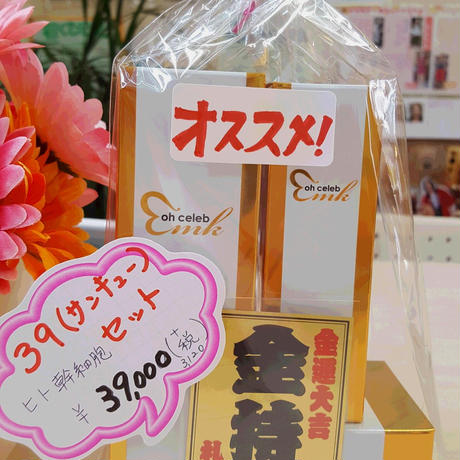 オススメ!
oh celeb
Emk
oh celeb
Emk
39(サンキュー)
セット
ヒト幹細胞
¥39,000(+税
3120)
金運大吉
金持
札